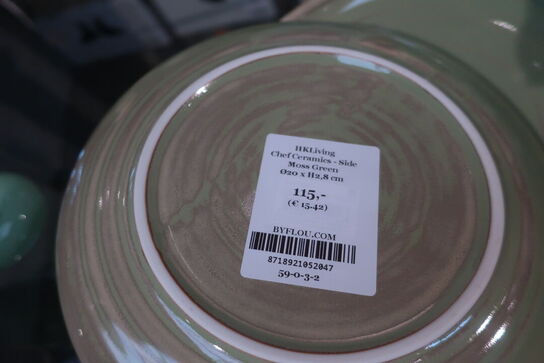 HKLiving
Chef Ceramics - Side
Moss Green
Ø20 x H2,8 cm
115,-
(€ 15.42)
BYFLOU.COM
8718921052047
59-0-3-2